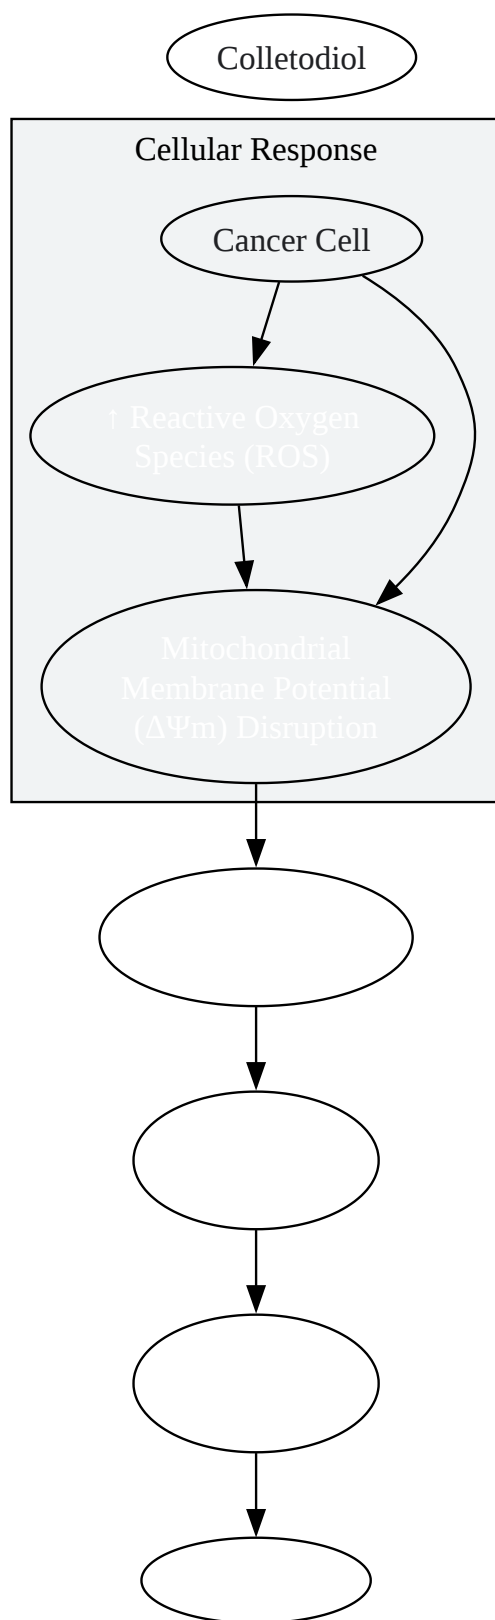 Colletodiol
Cellular Response
Cancer Cell
↑ Reactive Oxygen
Species (ROS)
Mitochondrial
Membrane Potential
(ΔΨm) Disruption